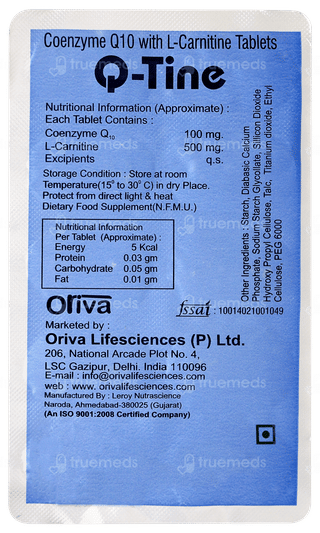 Coenzyme Q10 with L-Carnitine Tablets
Q-Tine
Nutritional Information (Approximate) :
Each Tablet Contains :
Coenzyme Q10 100 mg.
L-Carnitine 500 mg.
Excipients q.s.
Storage Condition : Store at room
Temperature(15° to 30° C) in dry Place.
Protect from direct light & heat
Dietary Food Supplement(N.F.M.U.)
Nutritional Information
Per Tablet (Approximate) :
Energy 5 Kcal
Protein 0.03 gm
Carbohydrate 0.05 gm
Fat 0.01 gm
Other Ingredients : Starch, Diabasic Calcium
Phosphate, Sodium Starch Glycollate, Sillicon Dioxide
Hydroxy Propyl Cellulose, Talc, Titanium dioxide, Ethyl
Cellulose, PEG 6000
Oriva
fssai : 10014021001049
Marketed by :
Oriva Lifesciences (P) Ltd.
206, National Arcade Plot No. 4,
LSC Gazipur, Delhi. India 110096
E-mail : info@orivalifesciences.com
web : www.orivalifesciences.com
Manufactured By : Leroy Nutrascience
Naroda, Ahmedabad-380025 (Gujarat)
(An ISO 9001:2008 Certified Company)
truemeds